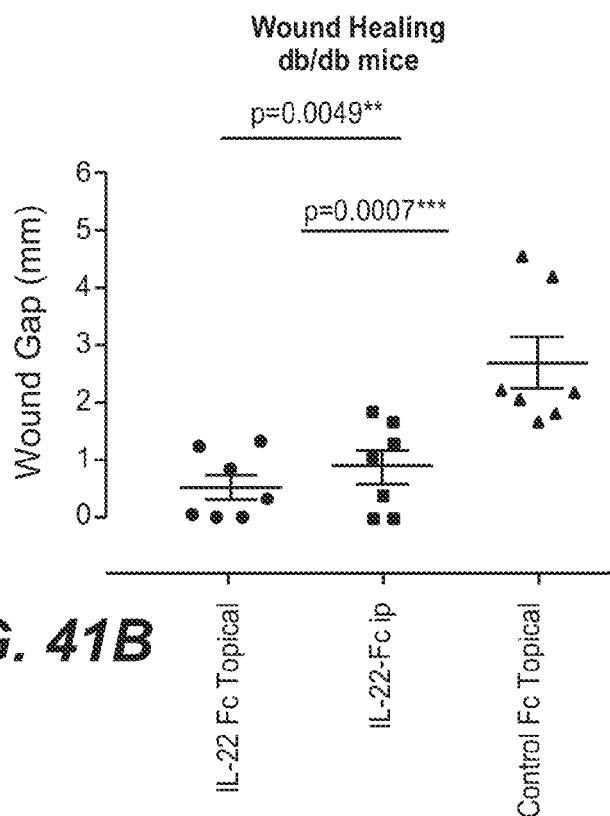 Wound Healing
db/db mice
p=0.0049**
p=0.0007***
Wound Gap (mm)
6
5
4
3
2
1
0
IL-22 Fc Topical
IL-22-Fc ip
Control Fc Topical
G. 41B